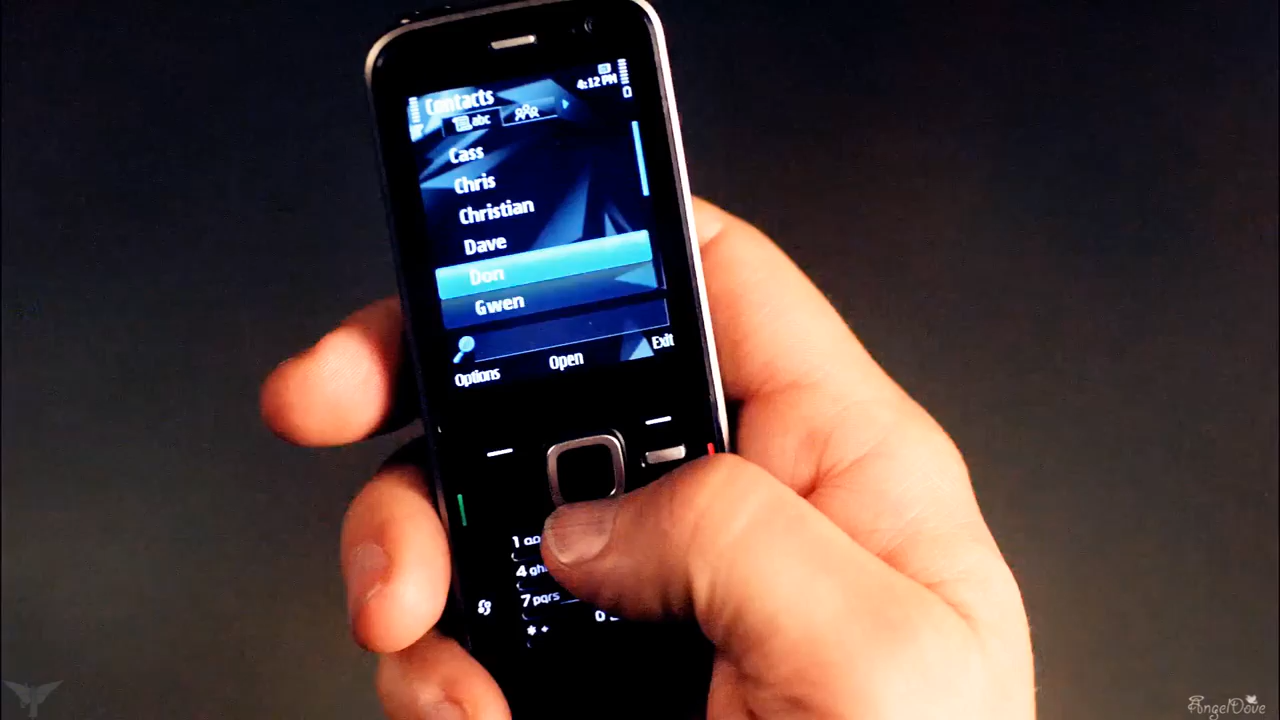 4:12 PM
Contacts
abc
Cass
Chris
Christian
Dave
Don
Gwen
Options
Open
Exit
1
4 ghi
7 pqrs
* +
0
AngelDove